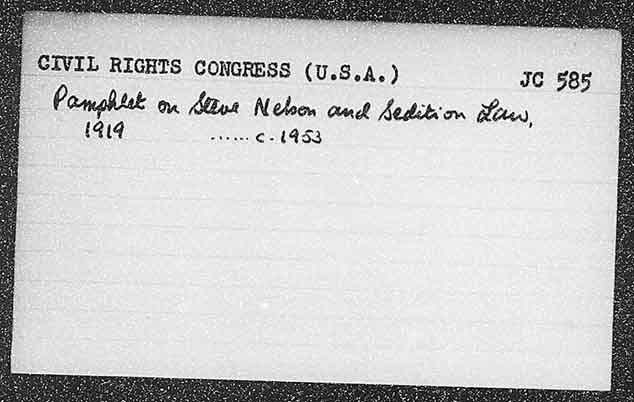 CIVIL RIGHTS CONGRESS (U.S.A.) JC 585
Pamphlet on Steve Nelson and Sedition Law,
1919 ...... c. 1953